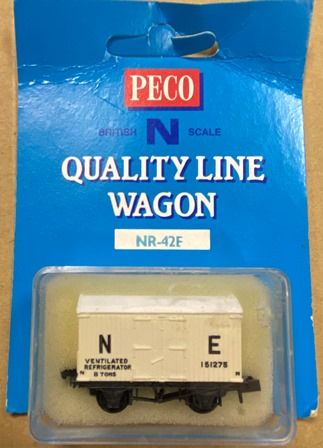 PECO
BRITISH N SCALE
QUALITY LINE
WAGON
NR-42E
N E
VENTILATED
REFRIGERATOR 151275
N 8 TONS N